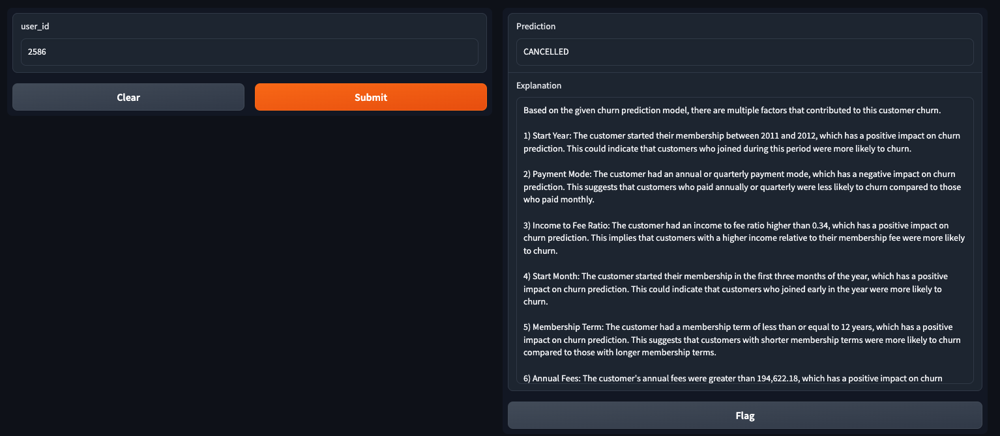 user_id
2586
Clear
Submit
Prediction
CANCELLED
Explanation
Based on the given churn prediction model, there are multiple factors that contributed to this customer churn.
1) Start Year: The customer started their membership between 2011 and 2012, which has a positive impact on churn
prediction. This could indicate that customers who joined during this period were more likely to churn.
2) Payment Mode: The customer had an annual or quarterly payment mode, which has a negative impact on churn
prediction. This suggests that customers who paid annually or quarterly were less likely to churn compared to those
who paid monthly.
3) Income to Fee Ratio: The customer had an income to fee ratio higher than 0.34, which has a positive impact on
churn prediction. This implies that customers with a higher income relative to their membership fee were more likely
to churn.
4) Start Month: The customer started their membership in the first three months of the year, which has a positive
impact on churn prediction. This could indicate that customers who joined early in the year were more likely to
churn.
5) Membership Term: The customer had a membership term of less than or equal to 12 years, which has a positive
impact on churn prediction. This suggests that customers with shorter membership terms were more likely to churn
compared to those with longer membership terms.
6) Annual Fees: The customer's annual fees were greater than 194,622.18, which has a positive impact on churn
Flag